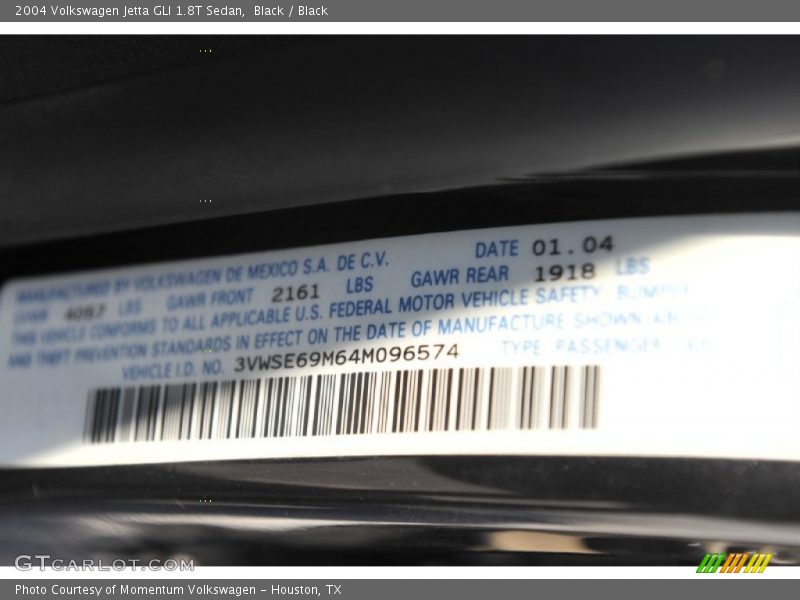 2004 Volkswagen Jetta GLI 1.8T Sedan,  Black / Black
MANUFACTURED BY VOLKSWAGEN DE MEXICO S.A. DE C.V. DATE 01.04
GVWR 4057 LBS GAWR FRONT 2161 LBS GAWR REAR 1918 LBS
THIS VEHICLE CONFORMS TO ALL APPLICABLE U.S. FEDERAL MOTOR VEHICLE SAFETY, BUMPER
AND THEFT PREVENTION STANDARDS IN EFFECT ON THE DATE OF MANUFACTURE SHOWN ABOVE
VEHICLE I.D. NO. 3VWSE69M64M096574 TYPE PASSENGER
GTCARLOT.COM
Photo Courtesy of Momentum Volkswagen - Houston, TX